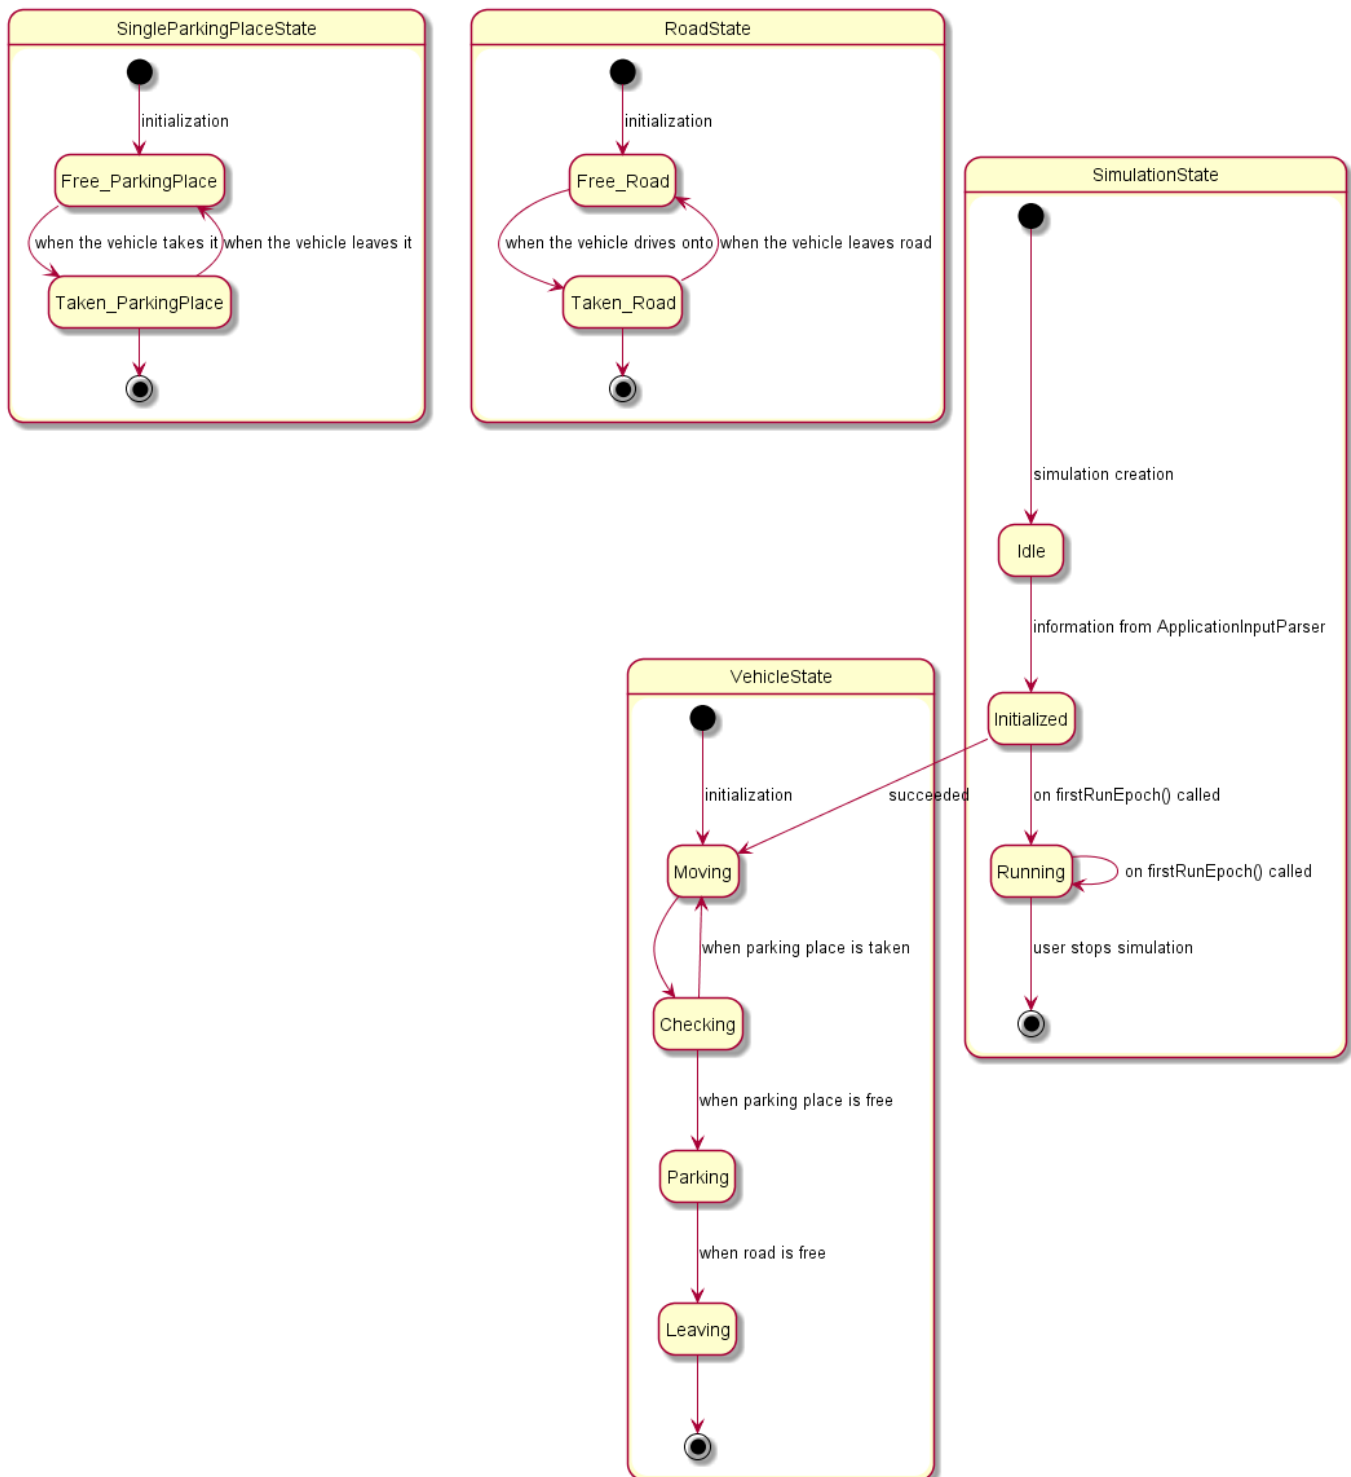 SingleParkingPlaceState
initialization
Free_ParkingPlace
when the vehicle takes it
when the vehicle leaves it
Taken_ParkingPlace
RoadState
initialization
Free_Road
when the vehicle drives onto
when the vehicle leaves road
Taken_Road
SimulationState
simulation creation
Idle
information from ApplicationInputParser
Initialized
succeeded
on firstRunEpoch() called
Running
on firstRunEpoch() called
user stops simulation
VehicleState
initialization
Moving
when parking place is taken
Checking
when parking place is free
Parking
when road is free
Leaving